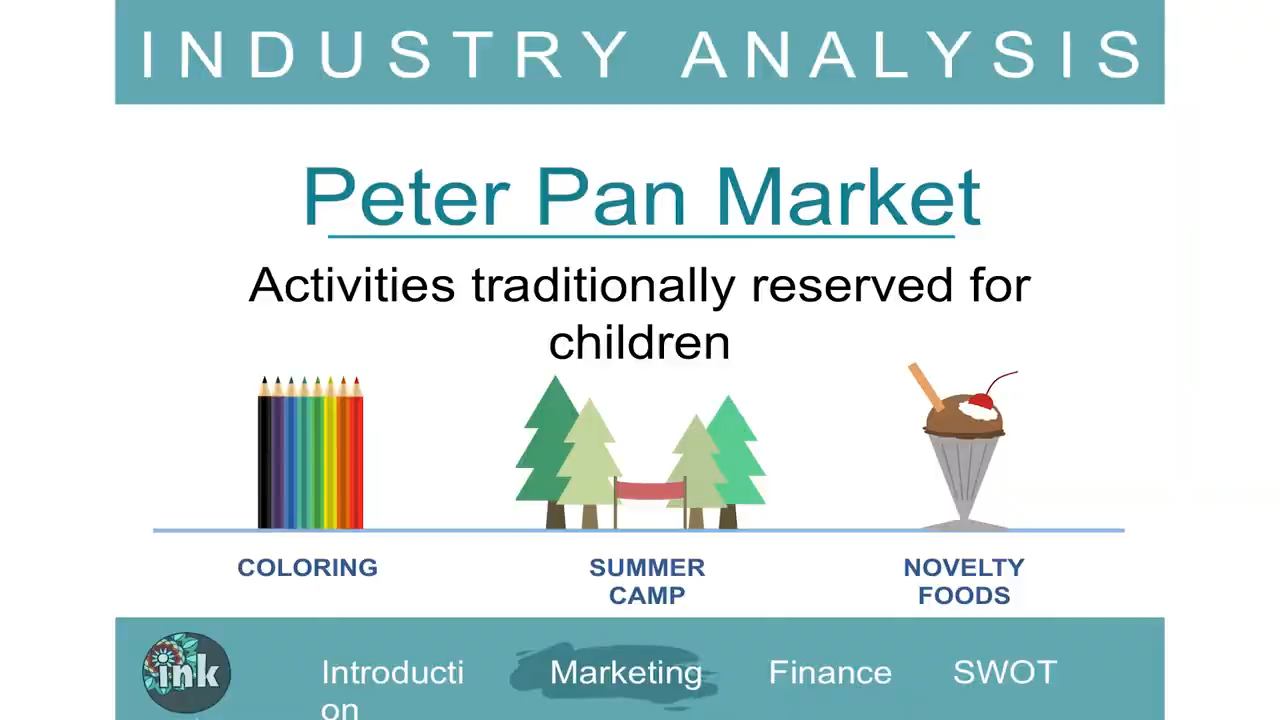 INDUSTRY ANALYSIS
Peter Pan Market
Activities traditionally reserved for
children
COLORING
SUMMER
CAMP
NOVELTY
FOODS
ink
Introducti
on
Marketing
Finance
SWOT